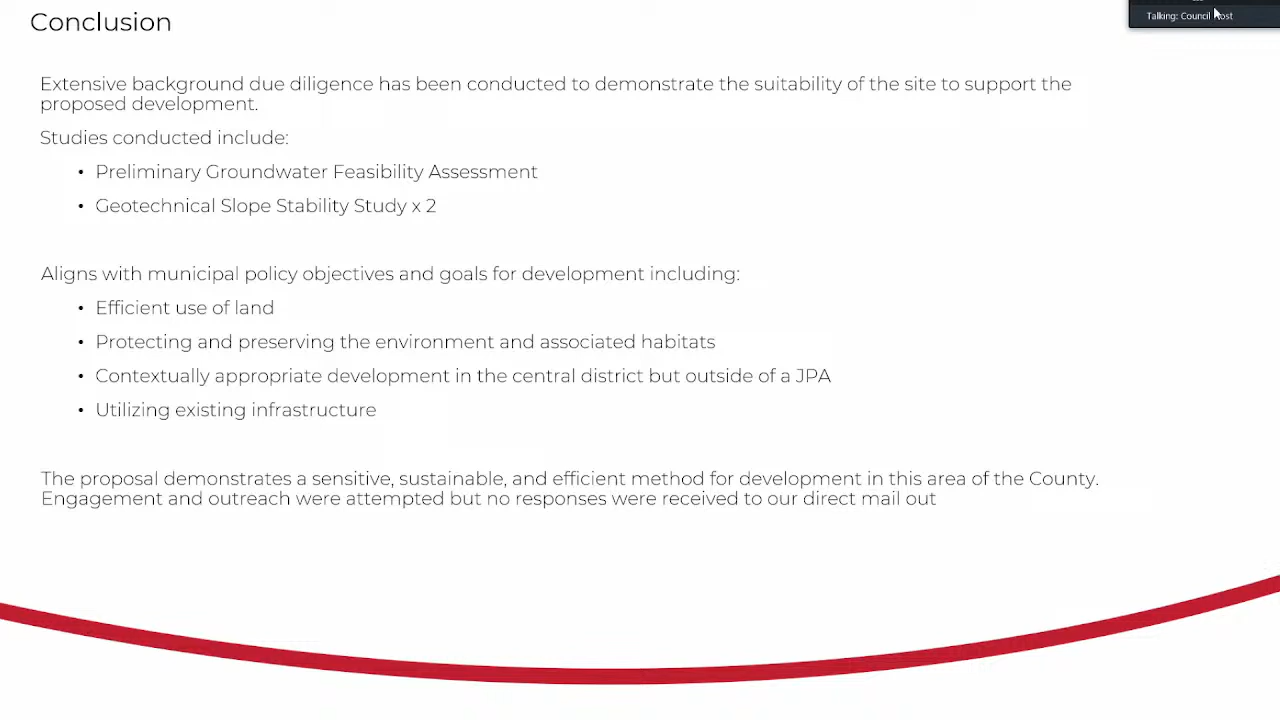 Conclusion
Talking: Council
Extensive background due diligence has been conducted to demonstrate the suitability of the site to support the
proposed development.
Studies conducted include:
• Preliminary Groundwater Feasibility Assessment
• Geotechnical Slope Stability Study x 2
Aligns with municipal policy objectives and goals for development including:
• Efficient use of land
• Protecting and preserving the environment and associated habitats
• Contextually appropriate development in the central district but outside of a JPA
• Utilizing existing infrastructure
The proposal demonstrates a sensitive, sustainable, and efficient method for development in this area of the County.
Engagement and outreach were attempted but no responses were received to our direct mail out